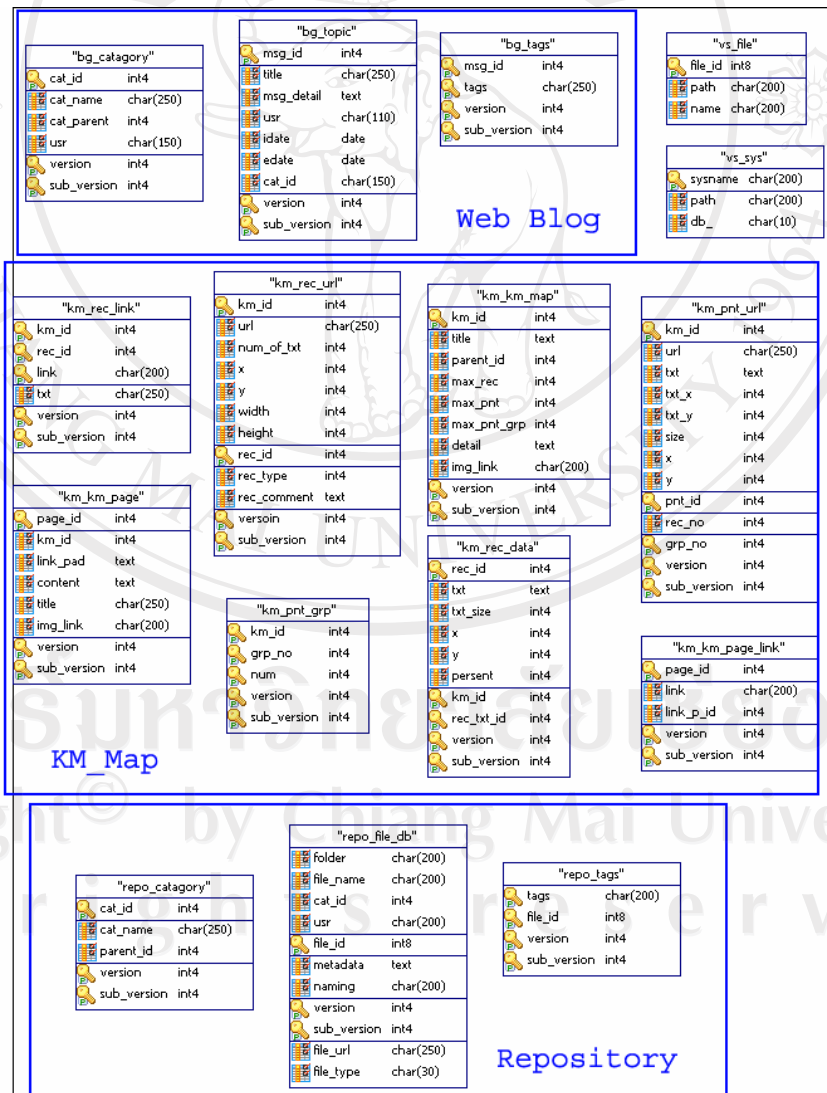 "bg_catagory"
cat_id int4
cat_name char(250)
cat_parent int4
usr char(150)
version int4
sub_version int4
"bg_topic"
msg_id int4
title char(250)
msg_detail text
usr char(110)
idate date
edate date
cat_id char(150)
version int4
sub_version int4
"bg_tags"
msg_id int4
tags char(250)
version int4
sub_version int4
Web Blog
"vs_file"
file_id int8
path char(200)
name char(200)
"vs_sys"
sysname char(200)
path char(200)
db_ char(10)
"km_rec_link"
km_id int4
rec_id int4
link char(200)
txt char(250)
version int4
sub_version int4
"km_rec_url"
km_id int4
url char(250)
num_of_txt int4
x int4
y int4
width int4
height int4
rec_id int4
rec_type int4
rec_comment text
versoin int4
sub_version int4
"km_km_map"
km_id int4
title text
parent_id int4
max_rec int4
max_pnt int4
max_pnt_grp int4
detail text
img_link char(200)
version int4
sub_version int4
"km_pnt_url"
km_id int4
url char(250)
txt text
txt_x int4
txt_y int4
size int4
x int4
y int4
pnt_id int4
rec_no int4
grp_no int4
version int4
sub_version int4
"km_km_page"
page_id int4
km_id int4
link_pad text
content text
title char(250)
img_link char(200)
version int4
sub_version int4
"km_pnt_grp"
km_id int4
grp_no int4
num int4
version int4
sub_version int4
"km_rec_data"
rec_id int4
txt text
txt_size int4
x int4
y int4
persent int4
km_id int4
rec_txt_id int4
version int4
sub_version int4
"km_km_page_link"
page_id int4
link char(200)
link_p_id int4
version int4
sub_version int4
KM_Map
"repo_catagory"
cat_id int4
cat_name char(250)
parent_id int4
version int4
sub_version int4
"repo_file_db"
folder char(200)
file_name char(200)
cat_id int4
usr char(200)
file_id int8
metadata text
naming char(200)
version int4
sub_version int4
file_url char(250)
file_type char(30)
"repo_tags"
tags char(200)
file_id int8
version int4
sub_version int4
Repository
MAI UNIVERSITY 1964
by Chiang Mai